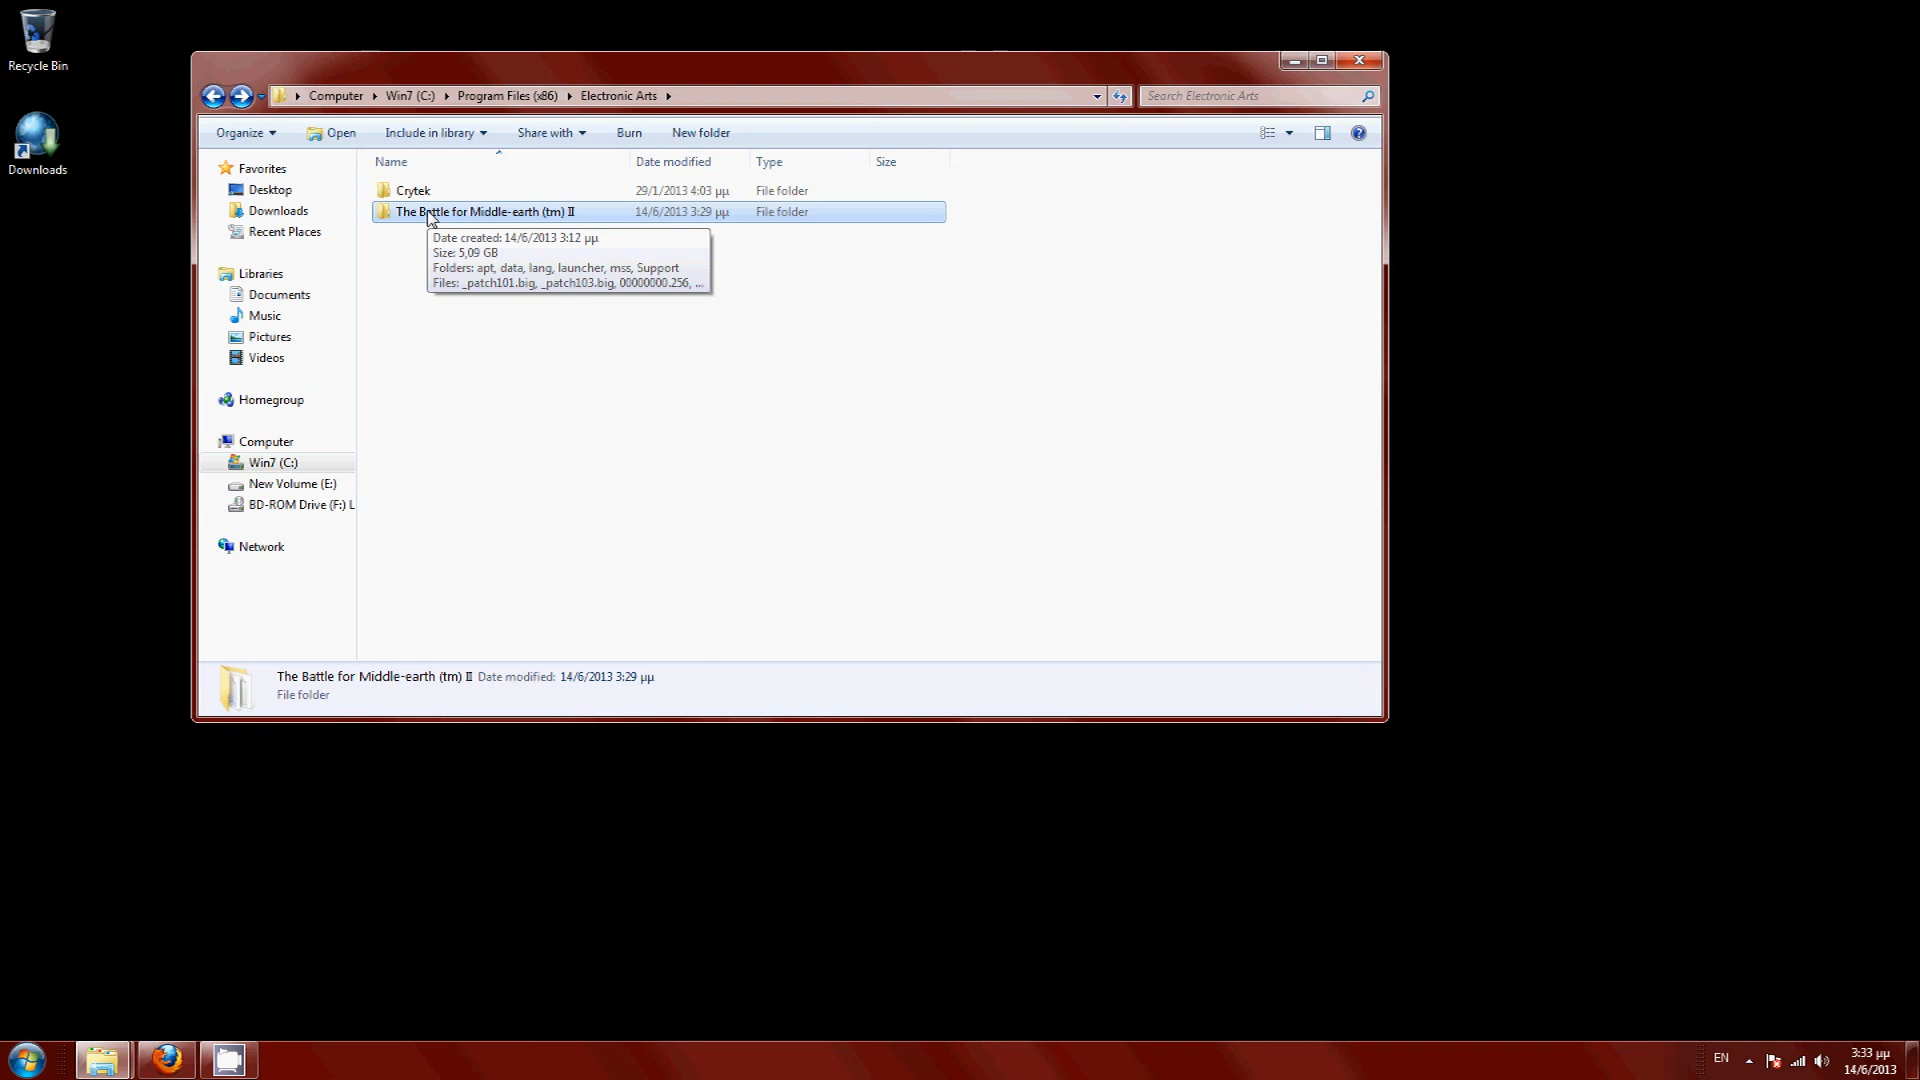 Recycle Bin
Downloads
Computer Win7 (C:) Program Files (x86) Electronic Arts
Search Electronic Arts
Organize Open Include in library Share with Burn New folder
Name Date modified Type Size
Crytek 29/1/2013 4:03 μμ File folder
The Battle for Middle-earth (tm) II 14/6/2013 3:29 μμ File folder
Date created: 14/6/2013 3:12 μμ
Size: 5,09 GB
Folders: apt, data, lang, launcher, mss, Support
Files: _patch101.big, _patch103.big, 00000000.256, ...
Favorites
Desktop
Downloads
Recent Places
Libraries
Documents
Music
Pictures
Videos
Homegroup
Computer
Win7 (C:)
New Volume (E:)
BD-ROM Drive (F:) L
Network
The Battle for Middle-earth (tm) II Date modified: 14/6/2013 3:29 μμ
File folder
EN
3:33 μμ
14/6/2013